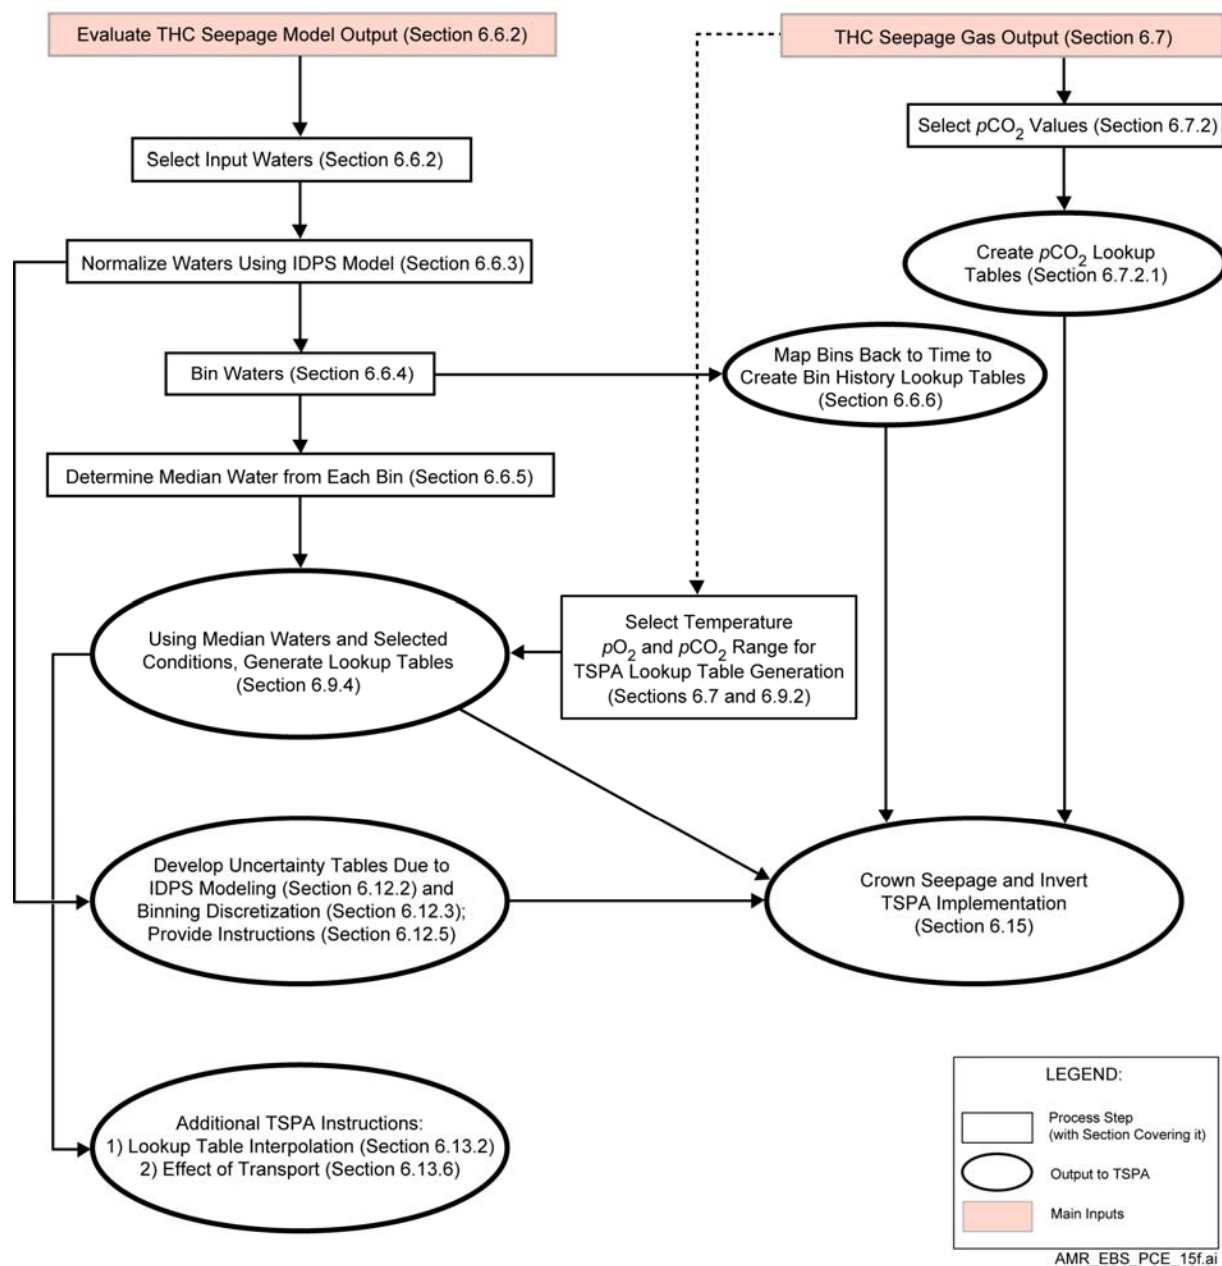 Evaluate THC Seepage Model Output (Section 6.6.2)
THC Seepage Gas Output (Section 6.7)
Select pCO2 Values (Section 6.7.2)
Select Input Waters (Section 6.6.2)
Create pCO2 Lookup
Tables (Section 6.7.2.1)
Normalize Waters Using IDPS Model (Section 6.6.3)
Map Bins Back to Time to
Create Bin History Lookup Tables
(Section 6.6.6)
Bin Waters (Section 6.6.4)
Determine Median Water from Each Bin (Section 6.6.5)
Using Median Waters and Selected
Conditions, Generate Lookup Tables
(Section 6.9.4)
Select Temperature
pO2 and pCO2 Range for
TSPA Lookup Table Generation
(Sections 6.7 and 6.9.2)
Develop Uncertainty Tables Due to
IDPS Modeling (Section 6.12.2) and
Binning Discretization (Section 6.12.3);
Provide Instructions (Section 6.12.5)
Crown Seepage and Invert
TSPA Implementation
(Section 6.15)
Additional TSPA Instructions:
1) Lookup Table Interpolation (Section 6.13.2)
2) Effect of Transport (Section 6.13.6)
LEGEND:
Process Step
(with Section Covering it)
Output to TSPA
Main Inputs
AMR_EBS_PCE_15f.ai